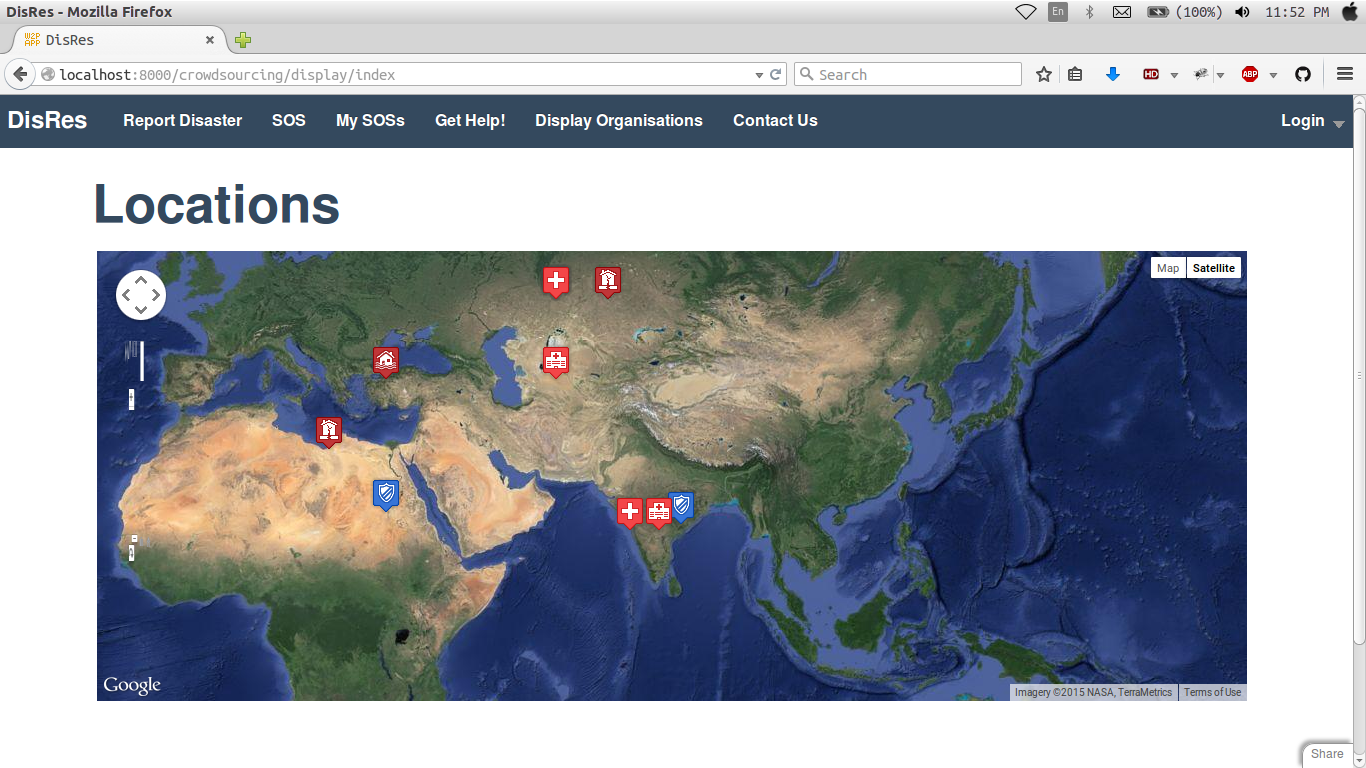 DisRes - Mozilla Firefox
En
(100%)
11:52 PM
W2P
APP
DisRes
localhost:8000/crowdsourcing/display/index
Search
HD
ABP
DisRes
Report Disaster
SOS
My SOSs
Get Help!
Display Organisations
Contact Us
Login
Locations
Map
Satellite
Google
Imagery ©2015 NASA, TerraMetrics
Terms of Use
Share